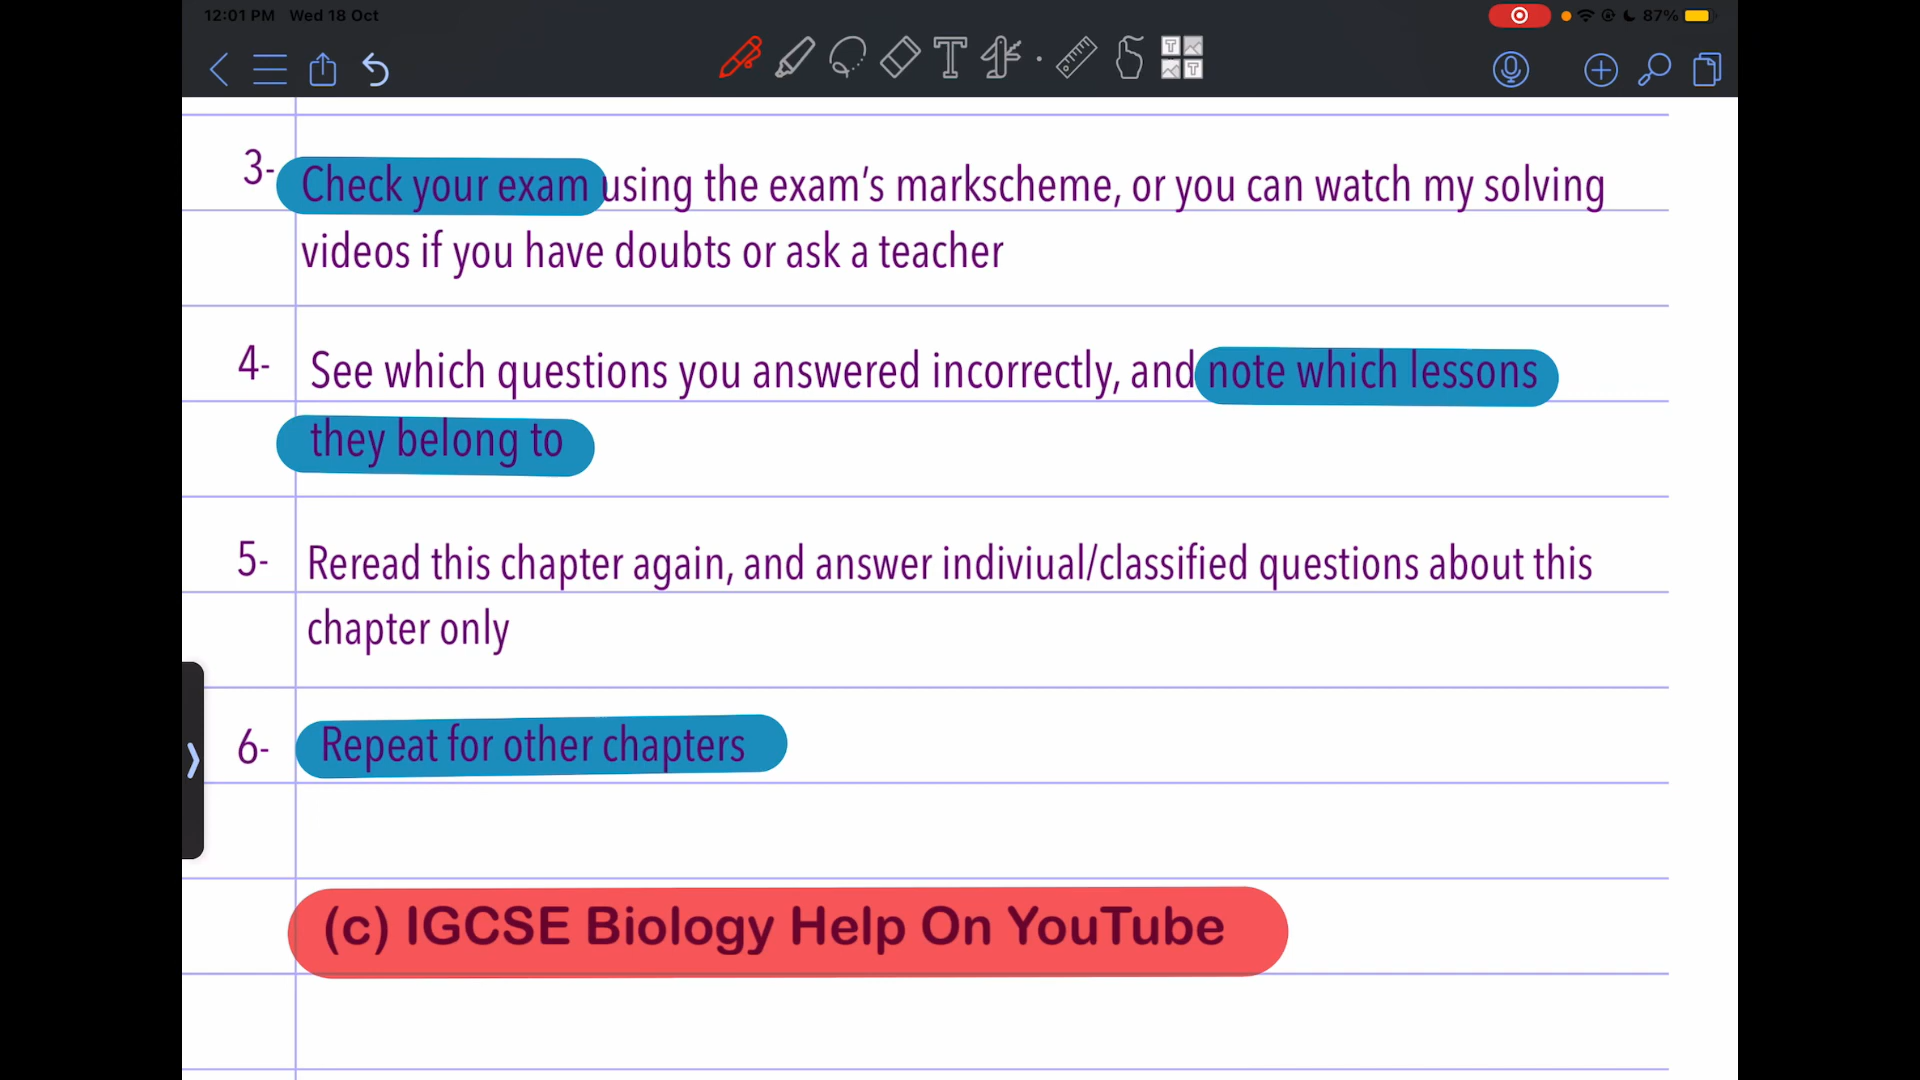 12:01 PM Wed 18 Oct
87%
3- Check your exam using the exam’s markscheme, or you can watch my solving
videos if you have doubts or ask a teacher
4- See which questions you answered incorrectly, and note which lessons
they belong to
5- Reread this chapter again, and answer indiviual/classified questions about this
chapter only
6- Repeat for other chapters
(c) IGCSE Biology Help On YouTube